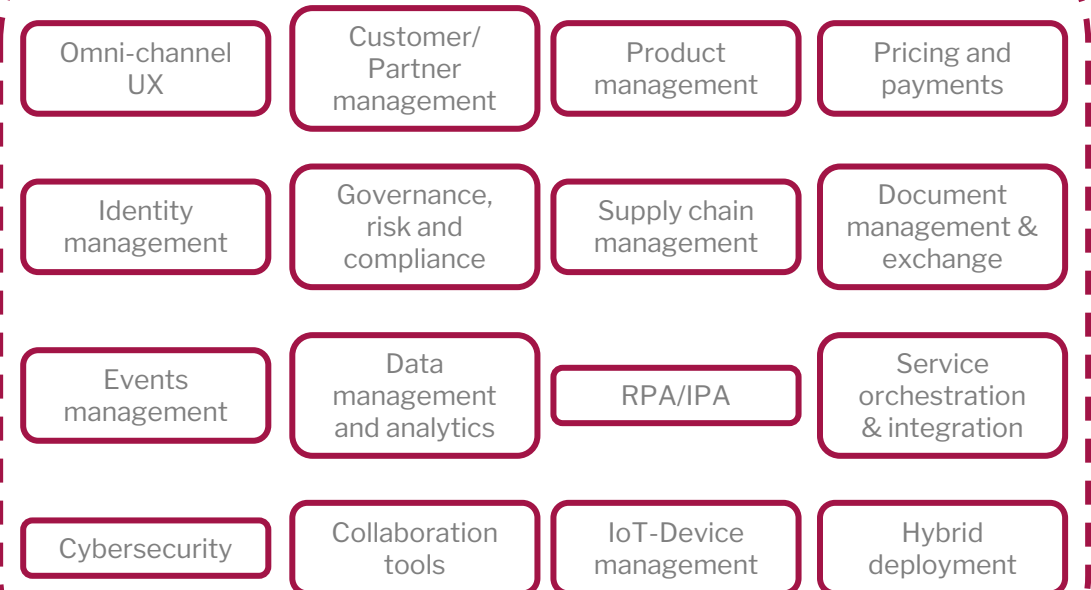 Omni-channel
UX
Customer/
Partner
management
Product
management
Pricing and
payments
Identity
management
Governance,
risk and
compliance
Supply chain
management
Document
management &
exchange
Events
management
Data
management
and analytics
RPA/IPA
Service
orchestration
& integration
Cybersecurity
Collaboration
tools
IoT-Device
management
Hybrid
deployment